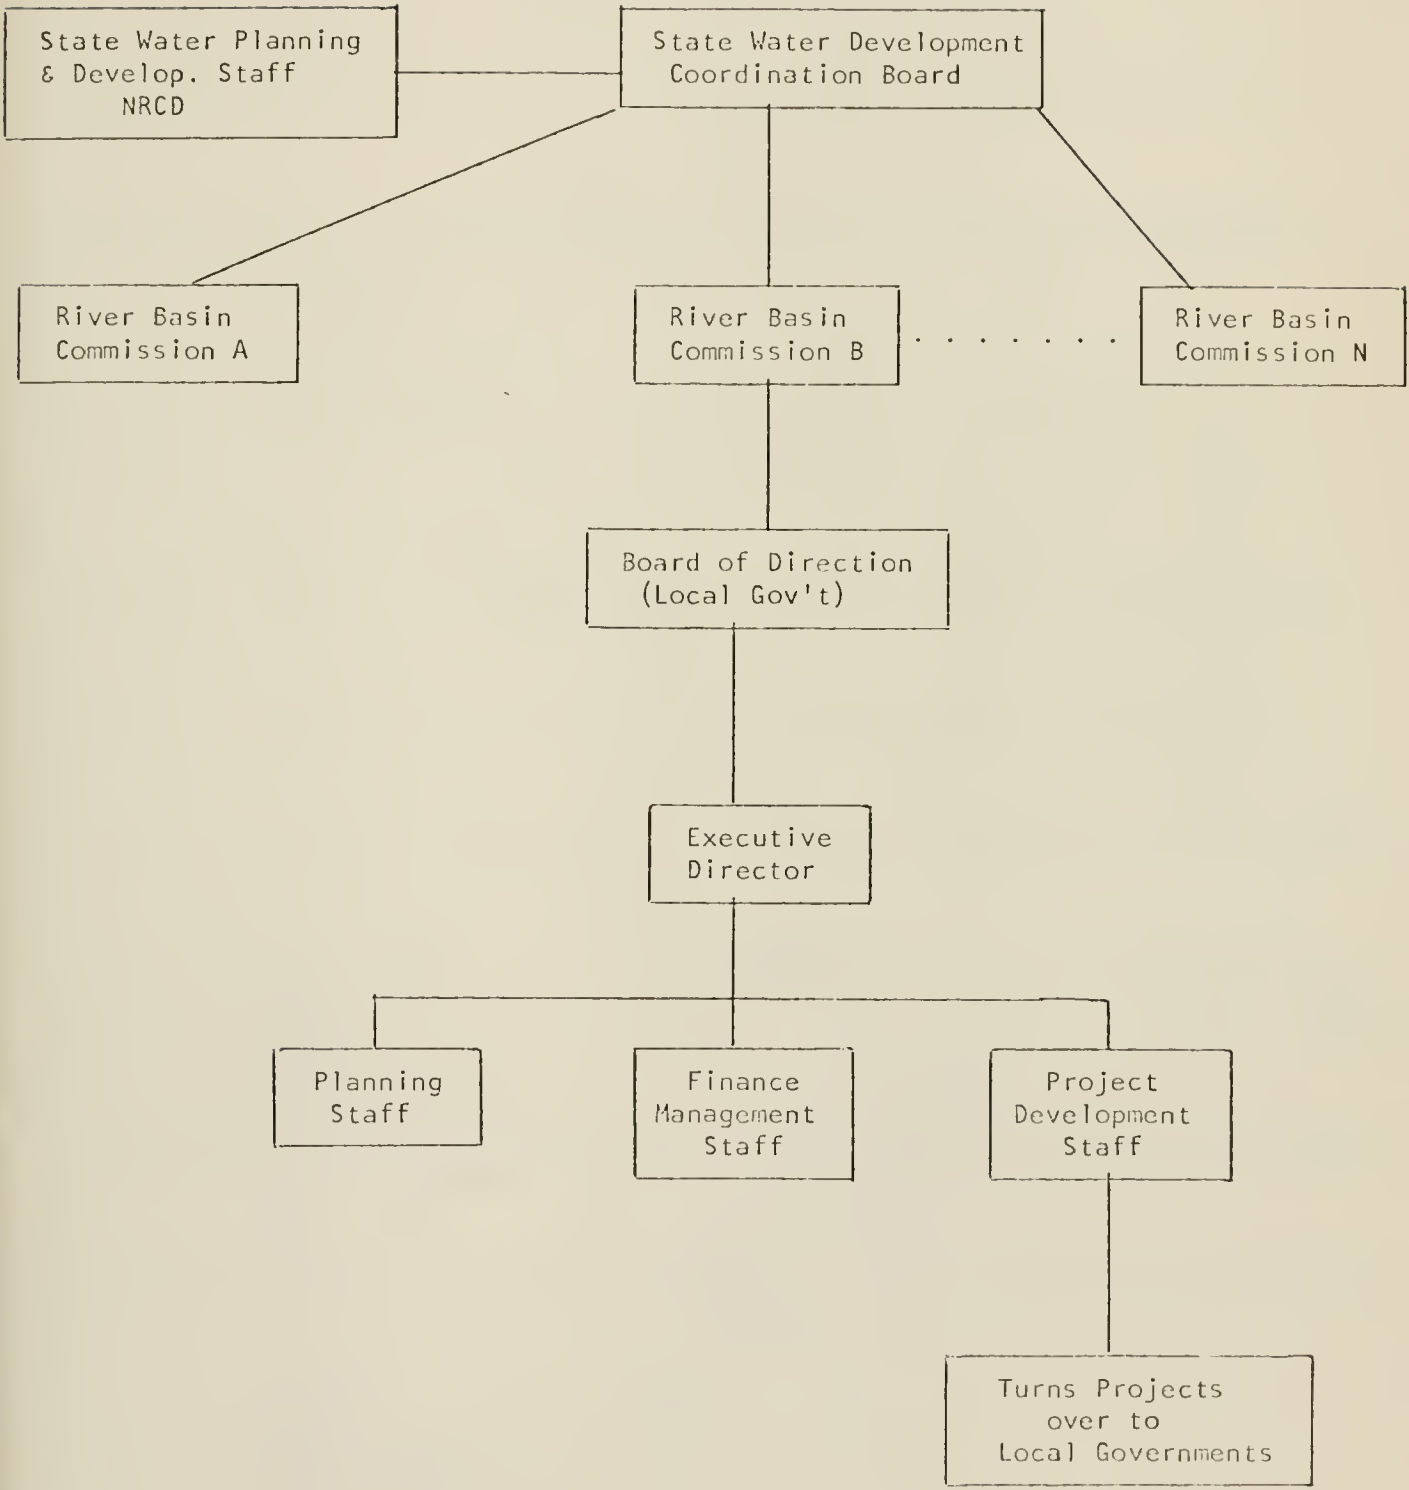 State Water Planning
& Develop. Staff
NRCD
State Water Development
Coordination Board
River Basin
Commission A
River Basin
Commission B
. . . . . . .
River Basin
Commission N
Board of Direction
(Local Gov't)
Executive
Director
Planning
Staff
Finance
Management
Staff
Project
Development
Staff
Turns Projects
over to
Local Governments